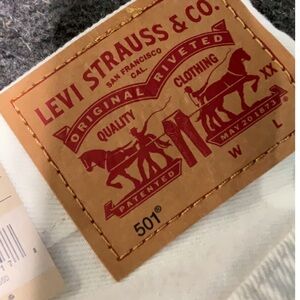 LEVI STRAUSS & CO.
SAN FRANCISCO
CAL.
ORIGINAL RIVETED
QUALITY CLOTHING
XX
PATENTED
MAY 20 1873
501®
W L